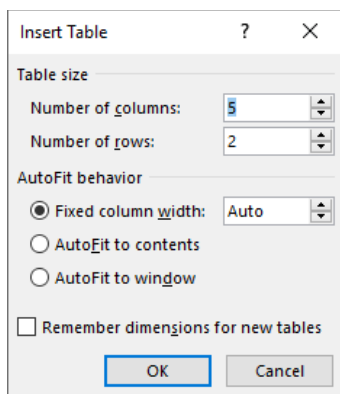 Insert Table ?
Table size
Number of columns: 5
Number of rows: 2
AutoFit behavior
Fixed column width: Auto
AutoFit to contents
AutoFit to window
Remember dimensions for new tables
OK Cancel